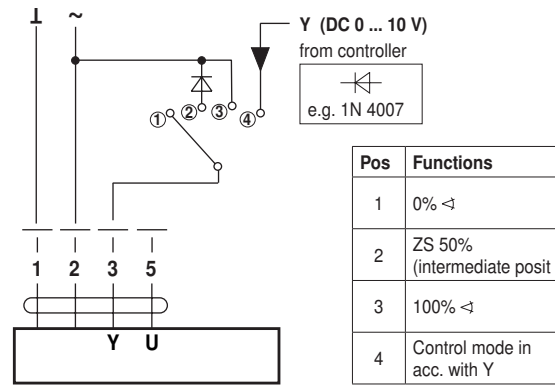 ⊥ ~
Y (DC 0 ... 10 V)
from controller
e.g. 1N 4007
① ② ③ ④
1 2 3 5
Y U
Pos Functions
1 0% ⊲
2 ZS 50%
(intermediate posit
3 100% ⊲
4 Control mode in
acc. with Y